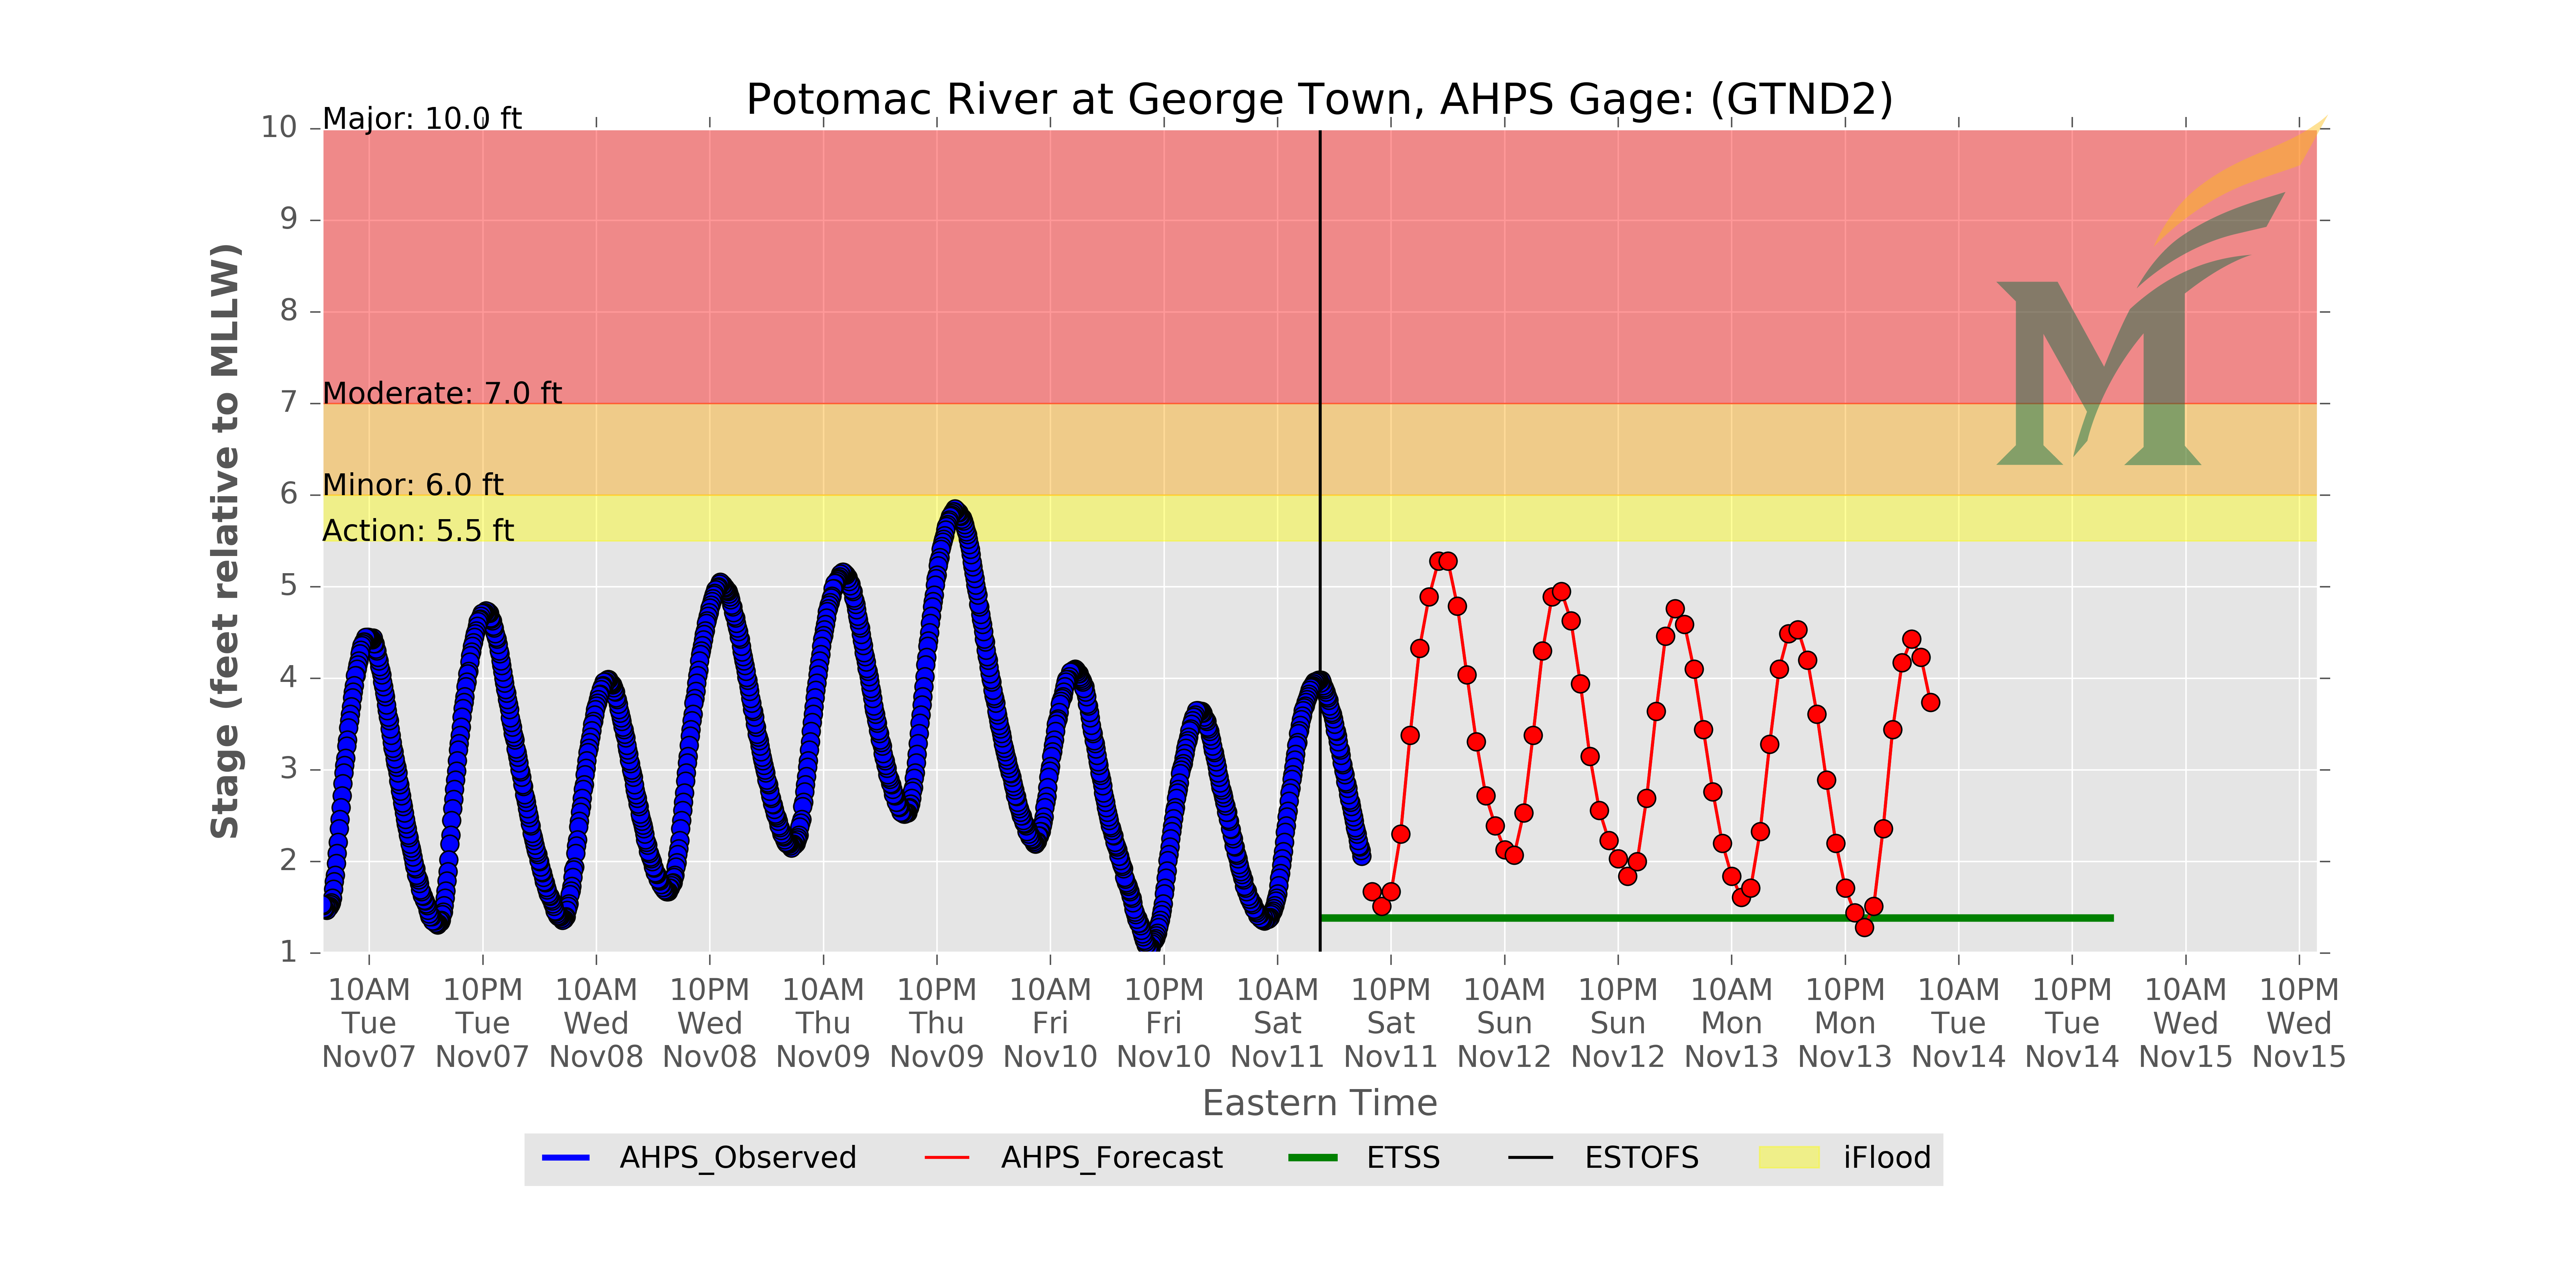 Potomac River at George Town, AHPS Gage: (GTND2)
Major: 10.0 ft
Moderate: 7.0 ft
Minor: 6.0 ft
Action: 5.5 ft
10
9
8
7
6
5
4
3
2
1
Stage (feet relative to MLLW)
10AM 10PM 10AM 10PM 10AM 10PM 10AM 10PM 10AM 10PM 10AM 10PM 10AM 10PM 10AM 10PM 10AM 10PM
Tue Tue Wed Wed Thu Thu Fri Fri Sat Sat Sun Sun Mon Mon Tue Tue Wed Wed
Nov07 Nov07 Nov08 Nov08 Nov09 Nov09 Nov10 Nov10 Nov11 Nov11 Nov12 Nov12 Nov13 Nov13 Nov14 Nov14 Nov15 Nov15
Eastern Time
AHPS_Observed AHPS_Forecast ETSS ESTOFS iFlood